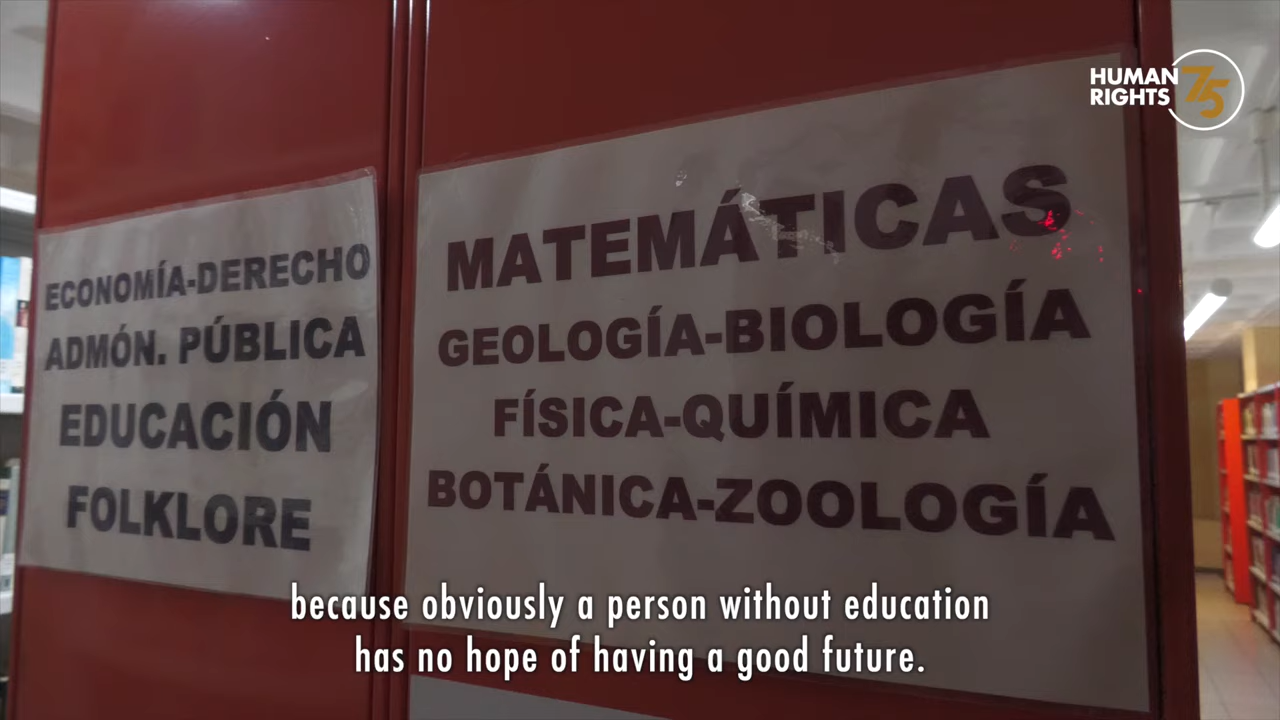 HUMAN
RIGHTS 75
ECONOMÍA-DERECHO
ADMÓN. PÚBLICA
EDUCACIÓN
FOLKLORE
MATEMÁTICAS
GEOLOGÍA-BIOLOGÍA
FÍSICA-QUÍMICA
BOTÁNICA-ZOOLOGÍA
because obviously a person without education
has no hope of having a good future.